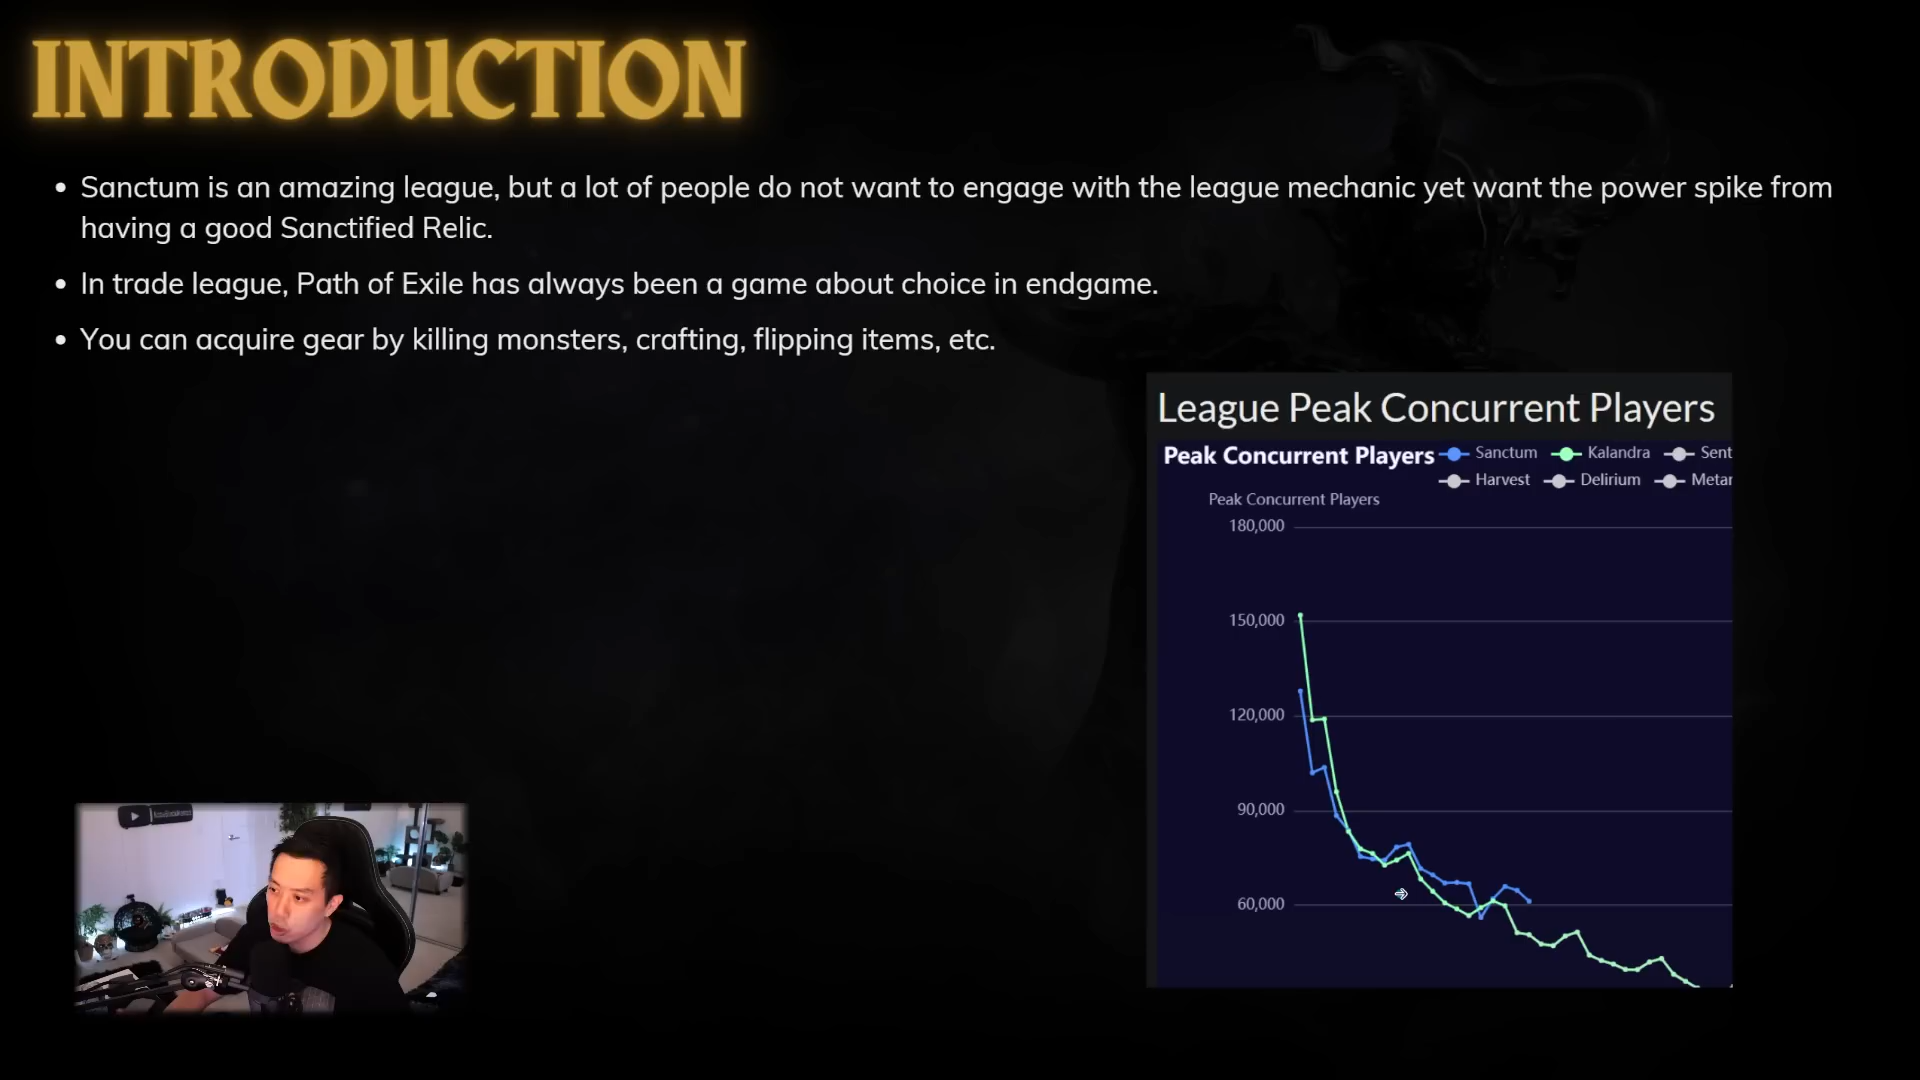 INTRODUCTION
• Sanctum is an amazing league, but a lot of people do not want to engage with the league mechanic yet want the power spike from
having a good Sanctified Relic.
• In trade league, Path of Exile has always been a game about choice in endgame.
• You can acquire gear by killing monsters, crafting, flipping items, etc.
League Peak Concurrent Players
Peak Concurrent Players
Sanctum Kalandra Sent
Harvest Delirium Metar
Peak Concurrent Players
180,000
150,000
120,000
90,000
60,000